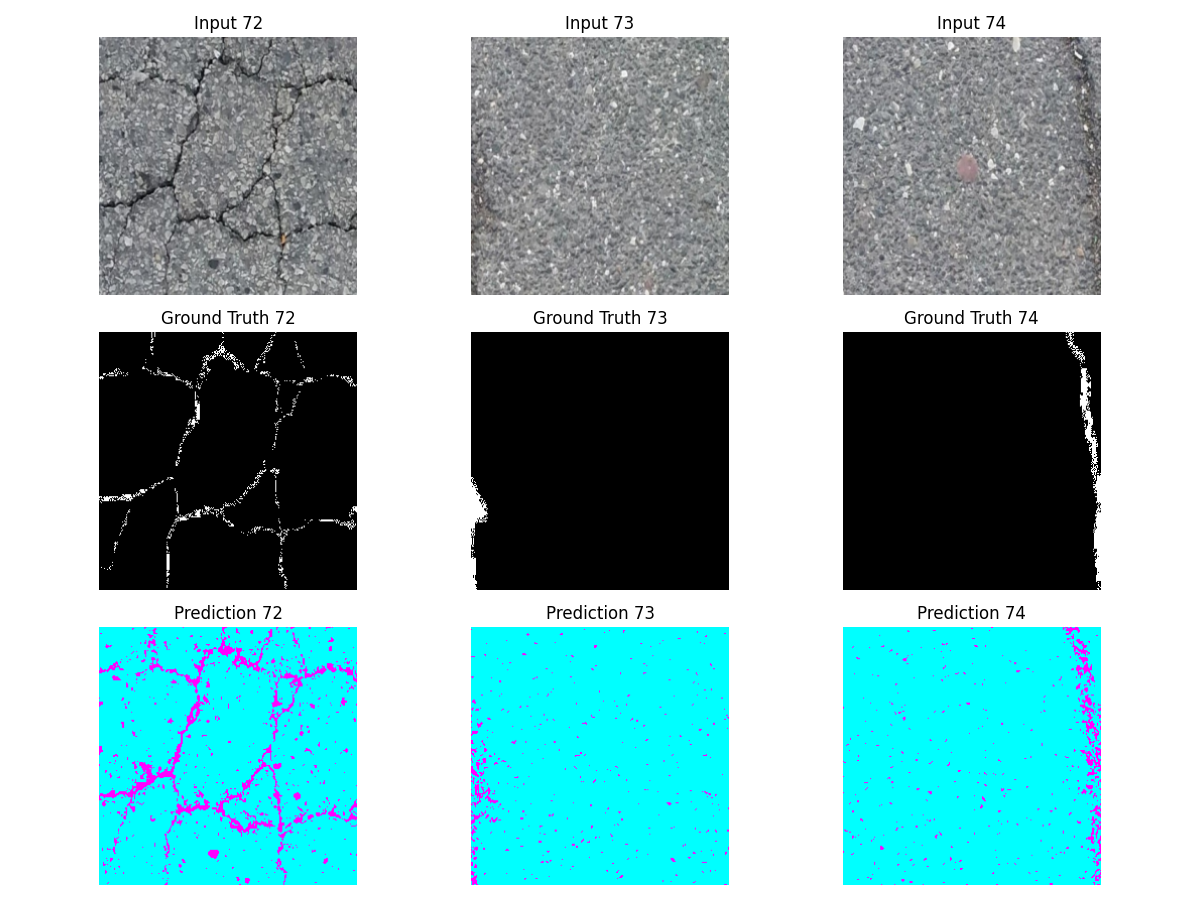 Input 72
Input 73
Input 74
Ground Truth 72
Ground Truth 73
Ground Truth 74
Prediction 72
Prediction 73
Prediction 74